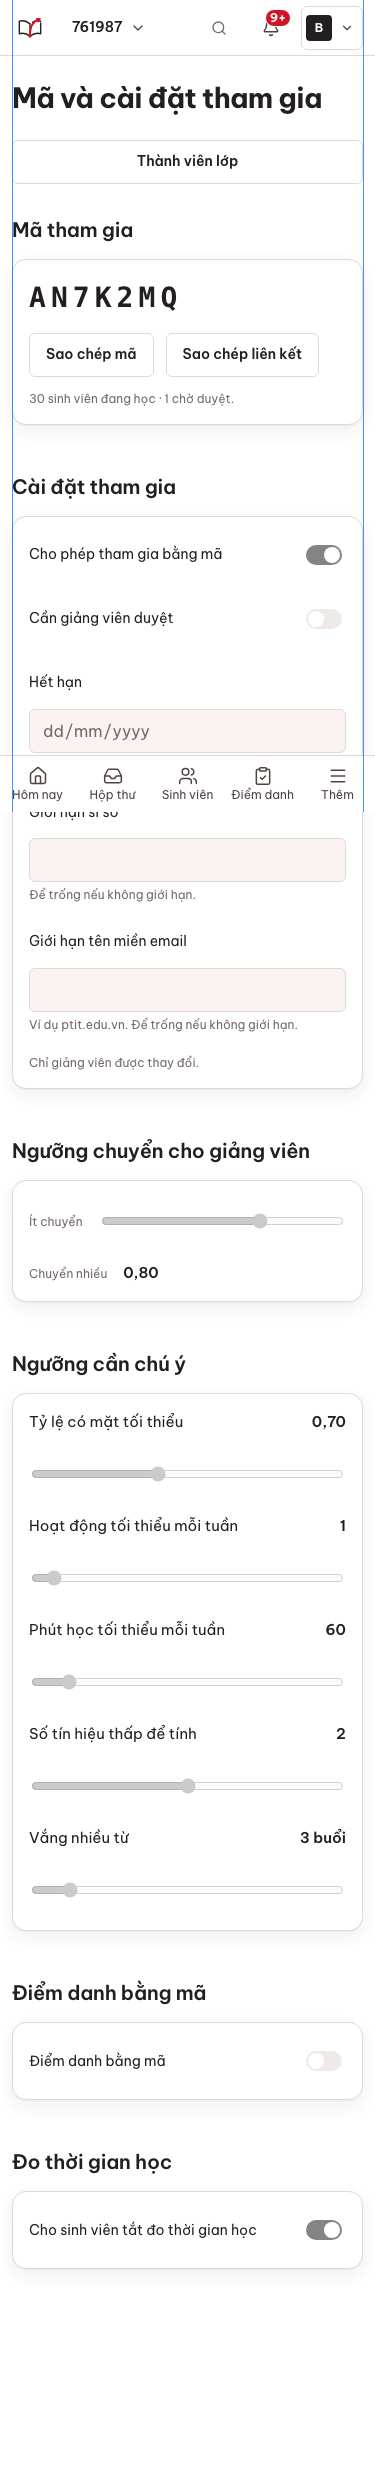 761987
9+
B
Mã và cài đặt tham gia
Thành viên lớp
Mã tham gia
AN7K2MQ
Sao chép mã
Sao chép liên kết
30 sinh viên đang học · 1 chờ duyệt.
Cài đặt tham gia
Cho phép tham gia bằng mã
Cần giảng viên duyệt
Hết hạn
dd/mm/yyyy
Hôm nay
Hộp thư
Sinh viên
Điểm danh
Thêm
Giới hạn sĩ số
Để trống nếu không giới hạn.
Giới hạn tên miền email
Ví dụ ptit.edu.vn. Để trống nếu không giới hạn.
Chỉ giảng viên được thay đổi.
Ngưỡng chuyển cho giảng viên
Ít chuyển
Chuyển nhiều 0,80
Ngưỡng cần chú ý
Tỷ lệ có mặt tối thiểu 0,70
Hoạt động tối thiểu mỗi tuần 1
Phút học tối thiểu mỗi tuần 60
Số tín hiệu thấp để tính 2
Vắng nhiều từ 3 buổi
Điểm danh bằng mã
Điểm danh bằng mã
Đo thời gian học
Cho sinh viên tắt đo thời gian học